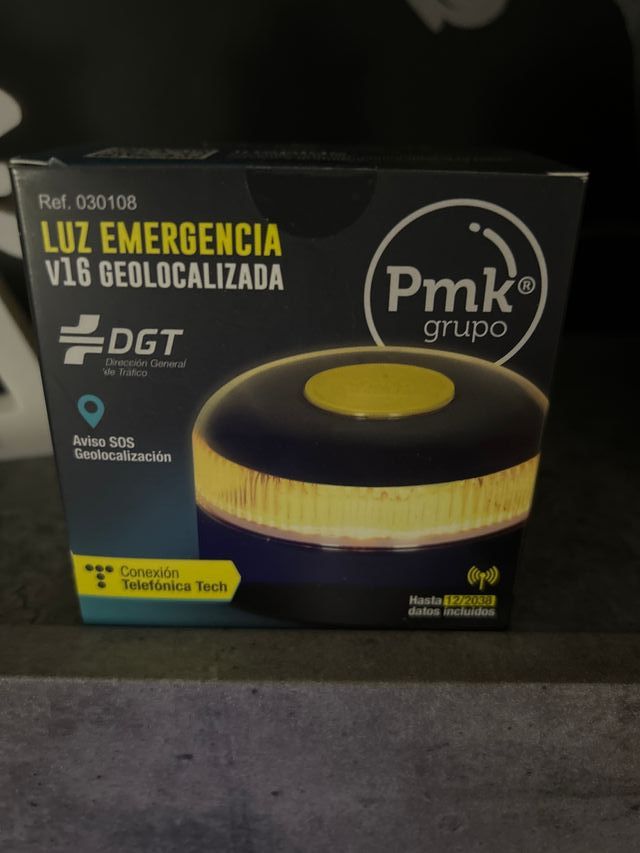 Ref. 030108
LUZ EMERGENCIA
V16 GEOLOCALIZADA
Pmk®
grupo
DGT
Dirección General
de Tráfico
Aviso SOS
Geolocalización
Conexión
Telefónica Tech
Hasta 12/2038
datos incluidos